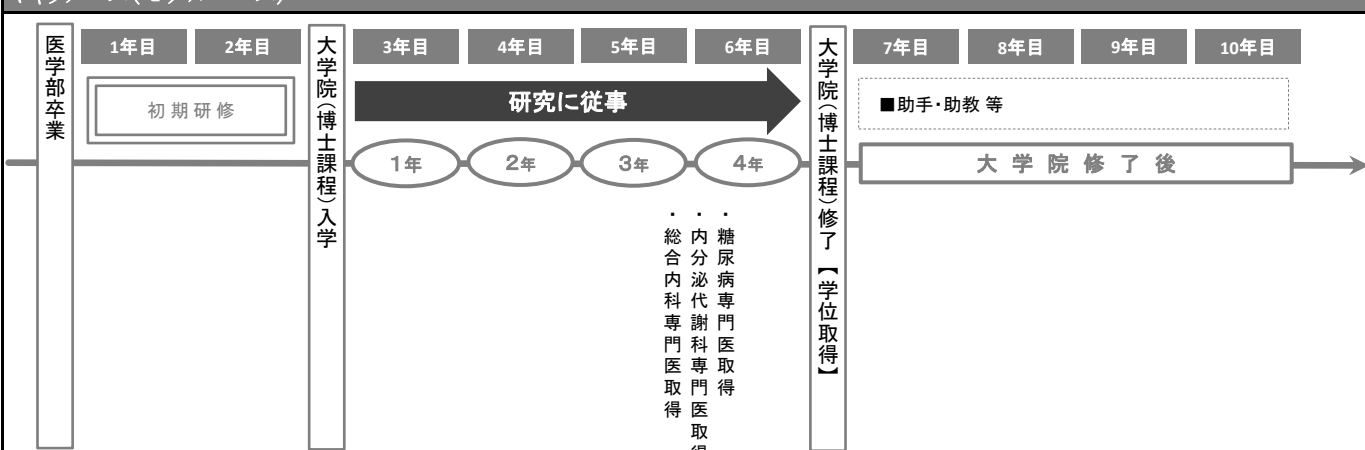 医学部卒業
1年目
2年目
初期研修
大学院(博士課程)入学
3年目
4年目
5年目
6年目
研究に従事
1年
2年
3年
4年
・糖尿病専門医取得
・内分泌代謝科専門医取得
・総合内科専門医取得
大学院(博士課程)修了【学位取得】
7年目
8年目
9年目
10年目
■助手・助教 等
大学院修了後